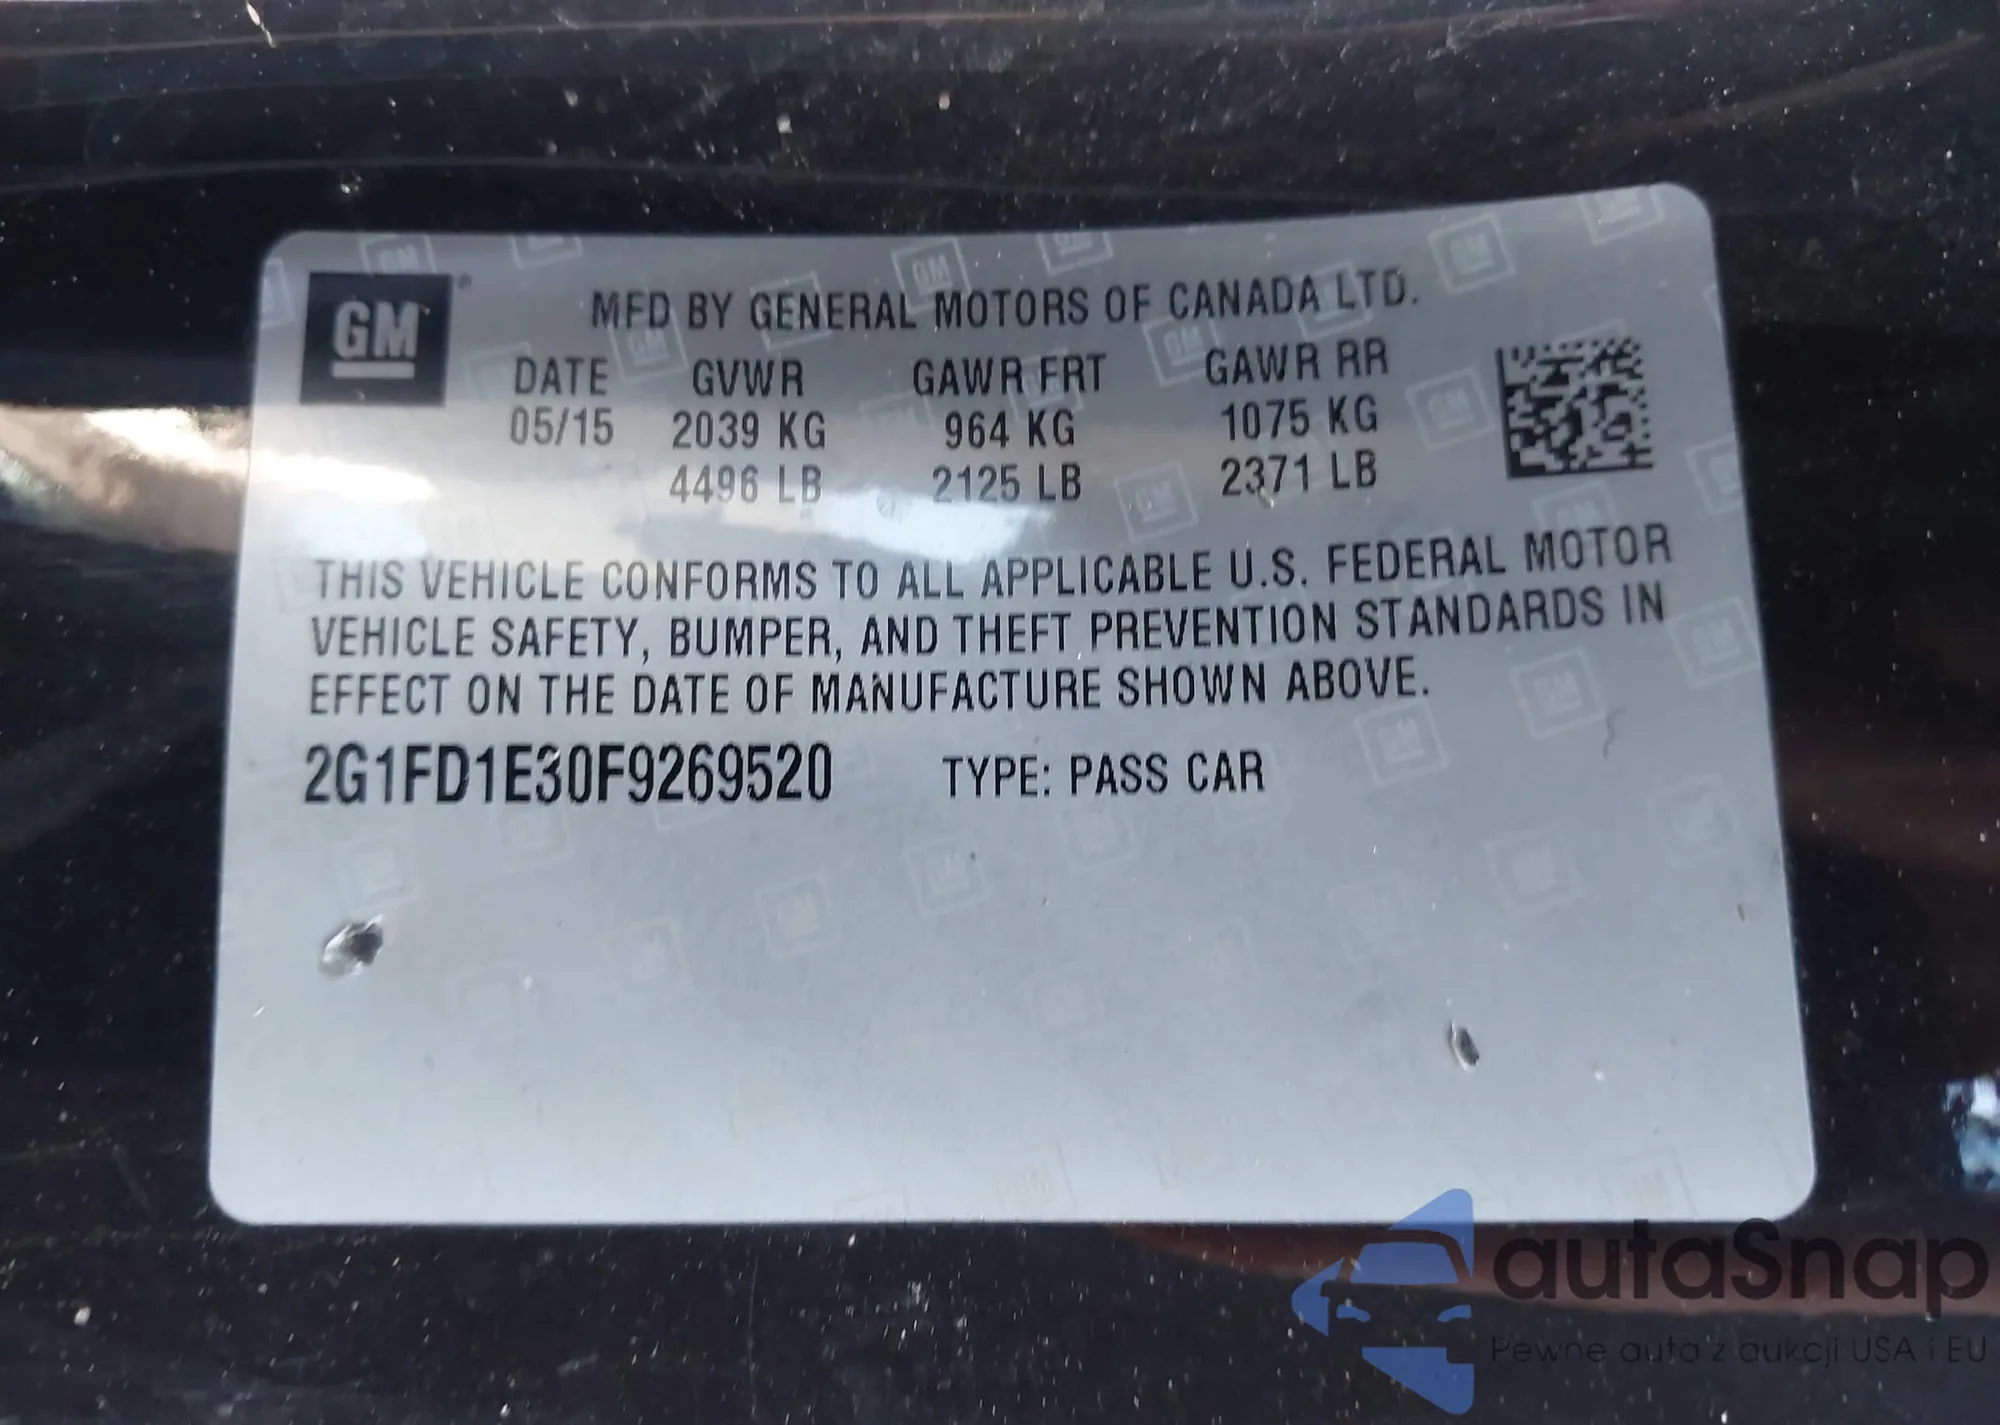 GM
MFD BY GENERAL MOTORS OF CANADA LTD.
DATE GVWR GAWR FRT GAWR RR
05/15 2039 KG 964 KG 1075 KG
4496 LB 2125 LB 2371 LB
THIS VEHICLE CONFORMS TO ALL APPLICABLE U.S. FEDERAL MOTOR
VEHICLE SAFETY, BUMPER, AND THEFT PREVENTION STANDARDS IN
EFFECT ON THE DATE OF MANUFACTURE SHOWN ABOVE.
2G1FD1E30F9269520 TYPE: PASS CAR
autaSnap
Pewne auta z aukcji USA i EU